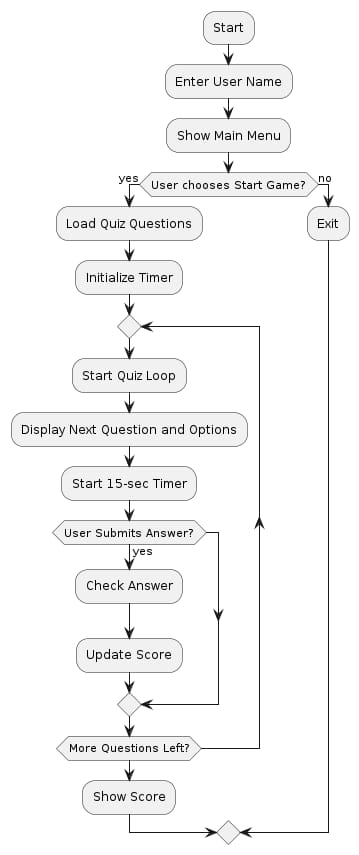 Start
Enter User Name
Show Main Menu
User chooses Start Game?
yes
no
Load Quiz Questions
Exit
Initialize Timer
Start Quiz Loop
Display Next Question and Options
Start 15-sec Timer
User Submits Answer?
yes
Check Answer
Update Score
More Questions Left?
Show Score